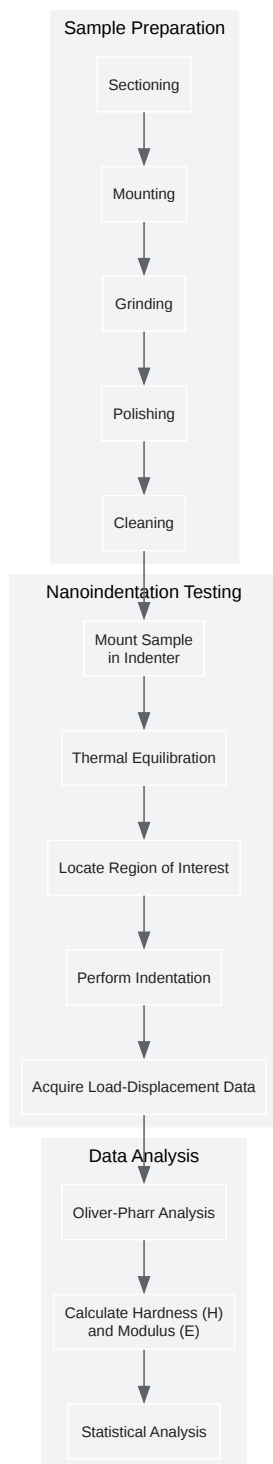 Sample Preparation
Sectioning
Mounting
Grinding
Polishing
Cleaning
Nanoindentation Testing
Mount Sample
in Indenter
Thermal Equilibration
Locate Region of Interest
Perform Indentation
Acquire Load-Displacement Data
Data Analysis
Oliver-Pharr Analysis
Calculate Hardness (H)
and Modulus (E)
Statistical Analysis